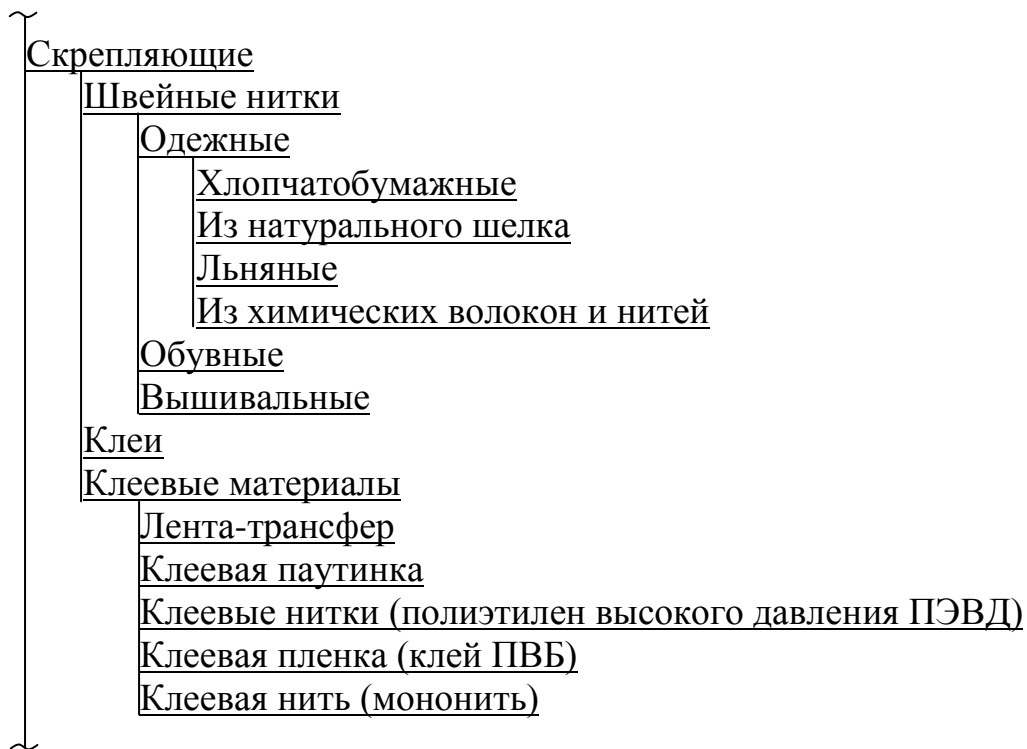 Скрепляющие
Швейные нитки
Одежные
Хлопчатобумажные
Из натурального шелка
Льняные
Из химических волокон и нитей
Обувные
Вышивальные
Клеи
Клеевые материалы
Лента-трансфер
Клеевая паутинка
Клеевые нитки (полиэтилен высокого давления ПЭВД)
Клеевая пленка (клей ПВБ)
Клеевая нить (мононить)